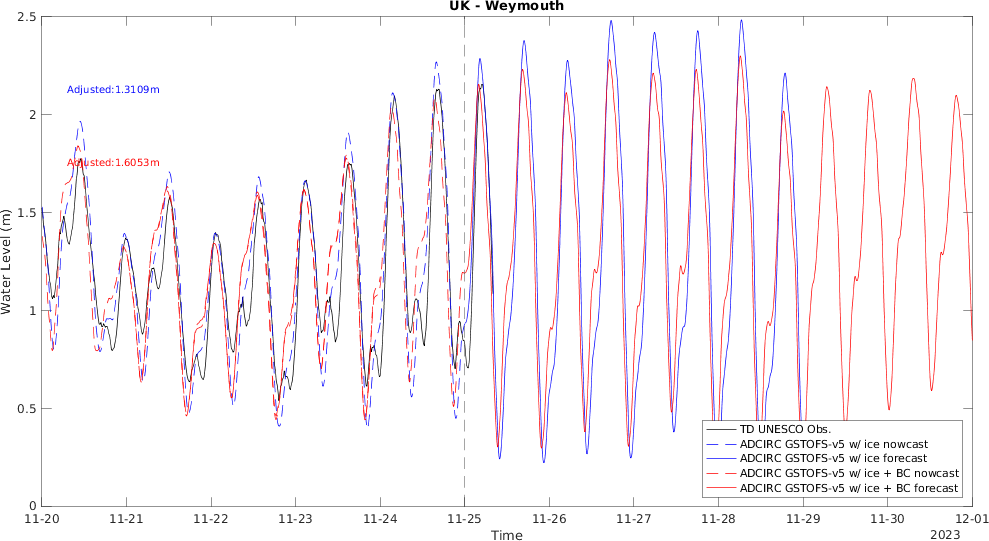 UK - Weymouth
2.5
2
1.5
1
0.5
0
Water Level (m)
Adjusted:1.3109m
Adjusted:1.6053m
TD UNESCO Obs.
ADCIRC GSTOFS-v5 w/ ice nowcast
ADCIRC GSTOFS-v5 w/ ice forecast
ADCIRC GSTOFS-v5 w/ ice + BC nowcast
ADCIRC GSTOFS-v5 w/ ice + BC forecast
11-20 11-21 11-22 11-23 11-24 11-25 11-26 11-27 11-28 11-29 11-30 12-01
Time
2023